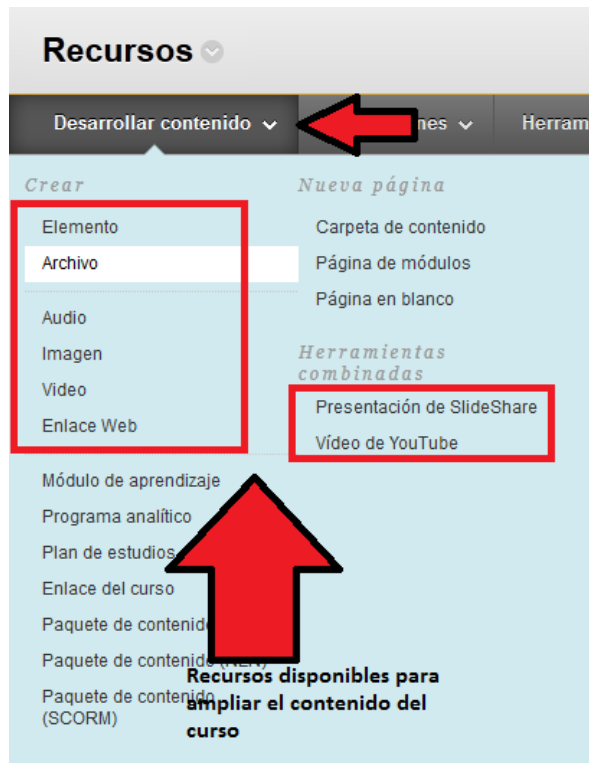 Recursos
Desarrollar contenido
nes
Herram
Crear
Elemento
Archivo
Audio
Imagen
Video
Enlace Web
Módulo de aprendizaje
Programa analítico
Plan de estudios
Enlace del curso
Paquete de contenido
Paquete de contenido
Paquete de contenido
(SCORM)
Nueva página
Carpeta de contenido
Página de módulos
Página en blanco
Herramientas
combinadas
Presentación de SlideShare
Vídeo de YouTube
Recursos disponibles para
ampliar el contenido del
curso